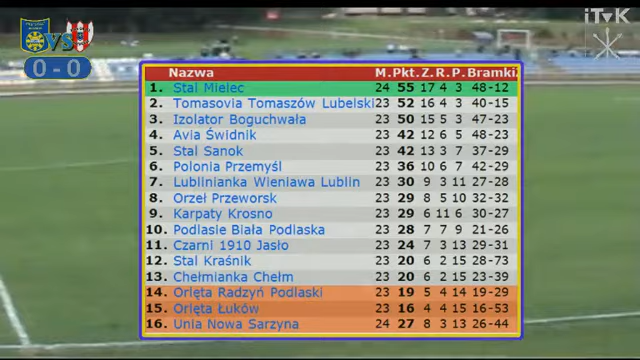 iTvK
VS
0 - 0
Nazwa M. Pkt. Z. R. P. Bramki
1. Stal Mielec 24 55 17 4 3 48-12
2. Tomasovia Tomaszów Lubelski 23 52 16 4 3 40-15
3. Izolator Boguchwała 23 50 15 5 3 47-23
4. Avia Świdnik 23 42 12 6 5 48-23
5. Stal Sanok 23 42 13 3 7 37-29
6. Polonia Przemyśl 23 36 10 6 7 42-29
7. Lublinianka Wieniawa Lublin 23 30 9 3 11 27-28
8. Orzeł Przeworsk 23 29 8 5 10 32-32
9. Karpaty Krosno 23 29 6 11 6 30-27
10. Podlasie Biała Podlaska 23 28 7 7 9 21-26
11. Czarni 1910 Jasło 23 24 7 3 13 29-31
12. Stal Kraśnik 23 20 6 2 15 28-73
13. Chełmianka Chełm 23 20 6 2 15 23-39
14. Orlęta Radzyń Podlaski 23 19 5 4 14 19-29
15. Orlęta Łuków 23 16 4 4 15 16-53
16. Unia Nowa Sarzyna 24 27 8 3 13 26-44